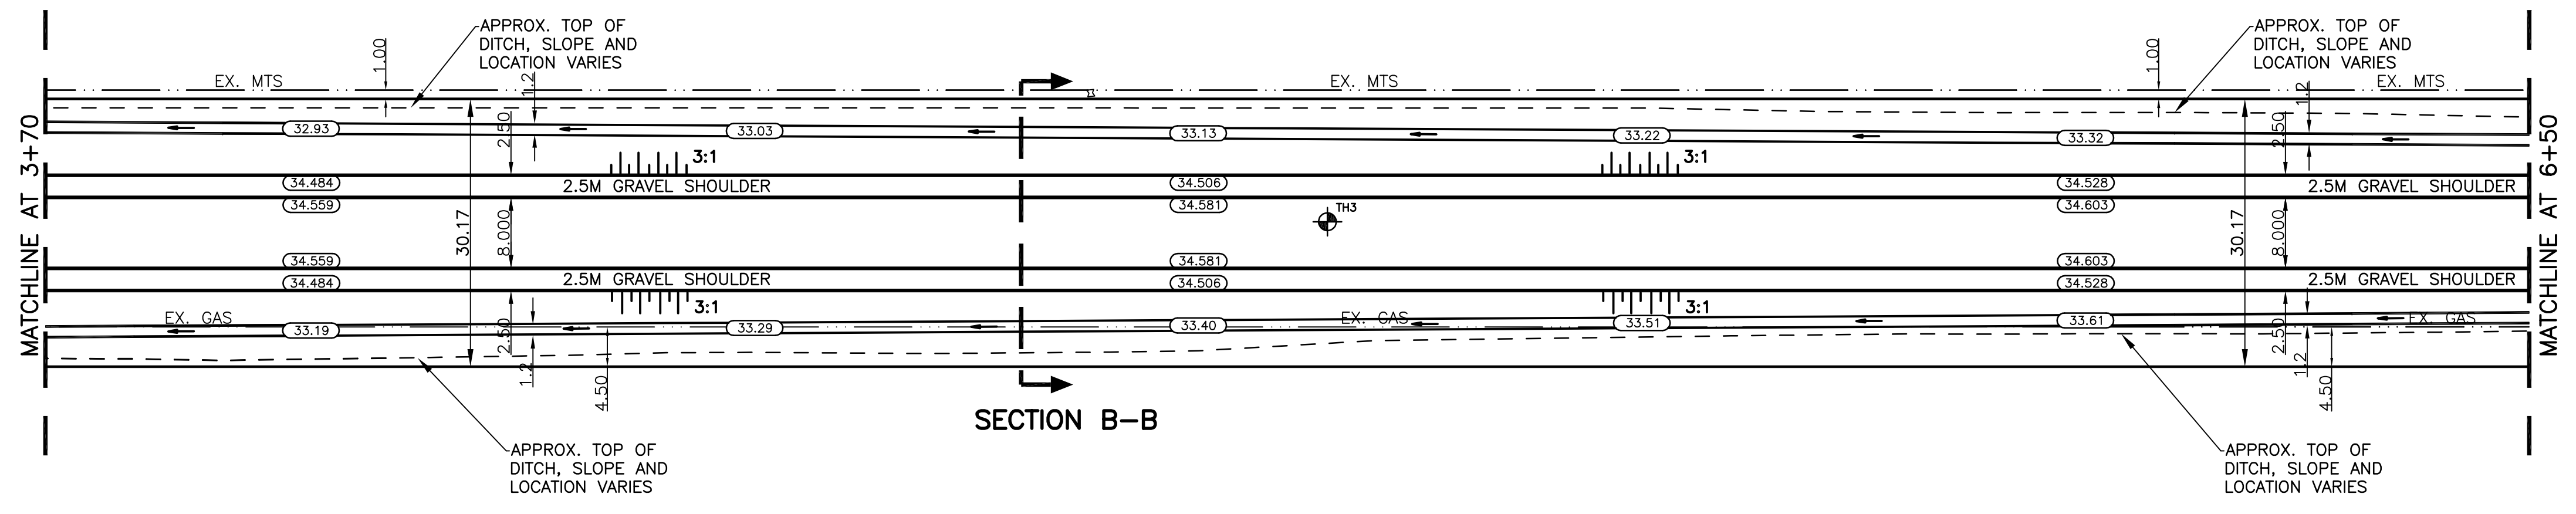 APPROX. TOP OF
DITCH, SLOPE AND
LOCATION VARIES
APPROX. TOP OF
DITCH, SLOPE AND
LOCATION VARIES
1.00
1.00
EX. MTS
EX. MTS
EX. MTS
1.2
1.2
32.93
33.03
33.13
33.22
33.32
2.50
2.50
3:1
3:1
34.484
2.5M GRAVEL SHOULDER
34.506
34.528
2.5M GRAVEL SHOULDER
34.559
34.581
34.603
TH3
MATCHLINE AT 3+70
30.17
8.000
30.17
8.000
MATCHLINE AT 6+50
34.559
34.581
34.603
34.484
2.5M GRAVEL SHOULDER
34.506
34.528
2.5M GRAVEL SHOULDER
3:1
3:1
EX. GAS
EX. GAS
EX. GAS
33.19
33.29
33.40
33.51
33.61
2.50
2.50
1.2
1.2
4.50
4.50
SECTION B-B
APPROX. TOP OF
DITCH, SLOPE AND
LOCATION VARIES
APPROX. TOP OF
DITCH, SLOPE AND
LOCATION VARIES